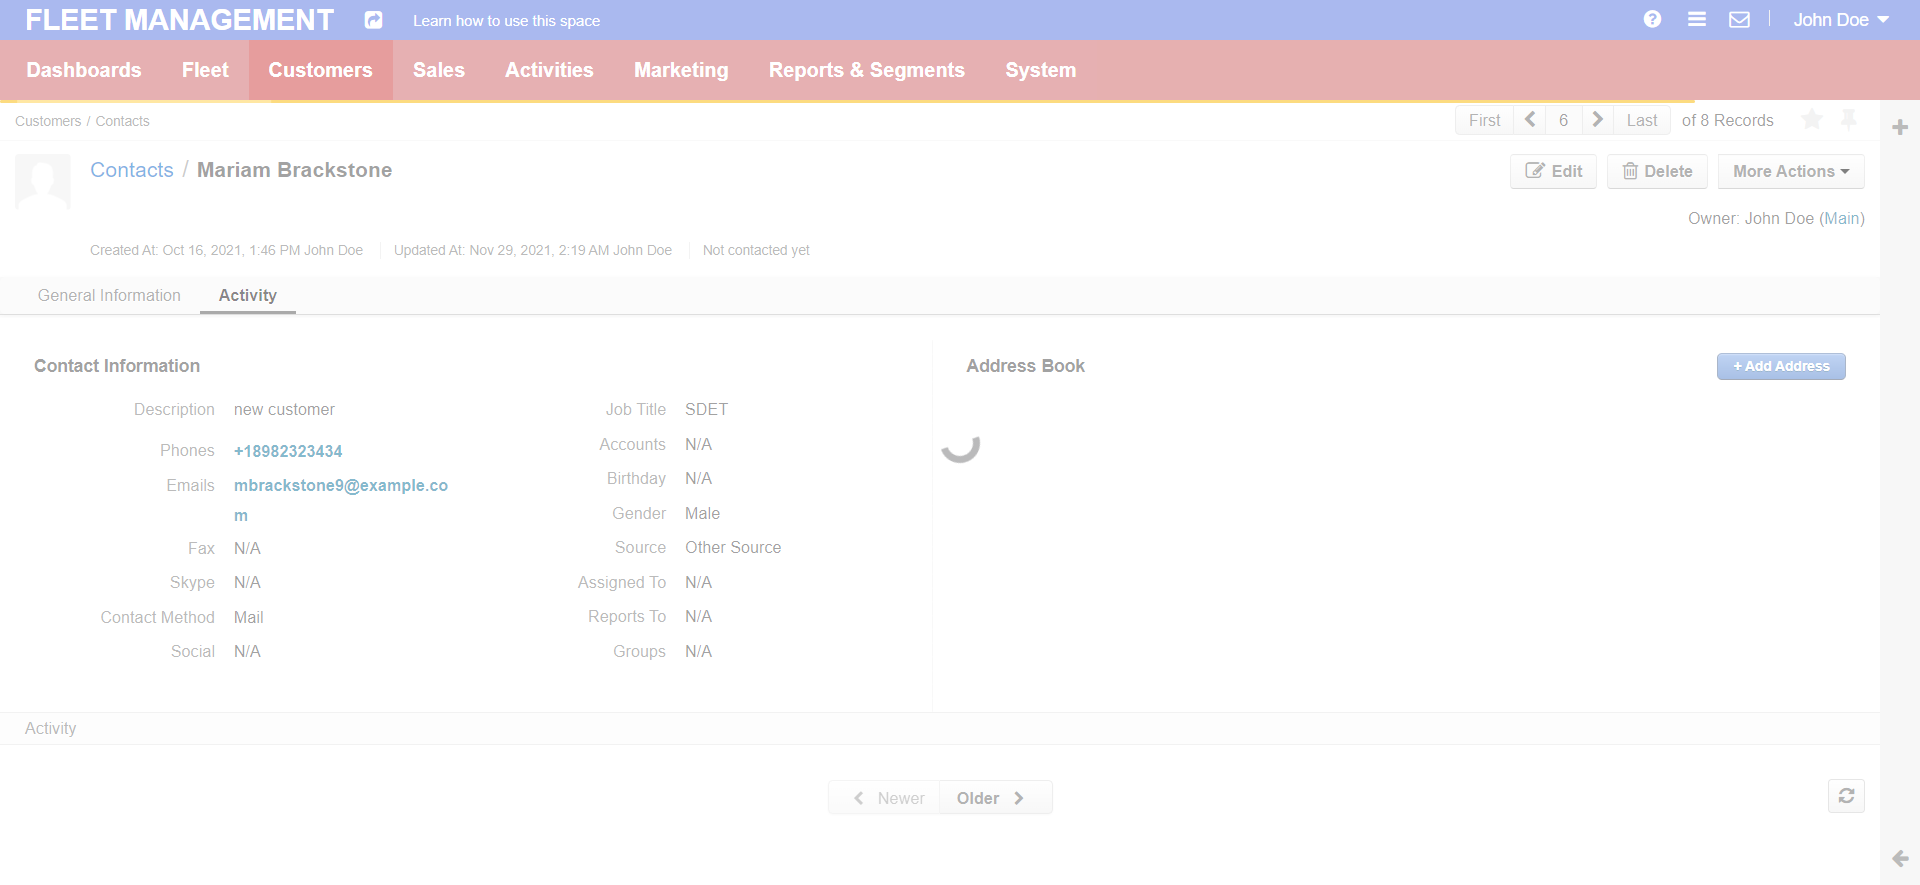 FLEET MANAGEMENT Learn how to use this space John Doe
Dashboards Fleet Customers Sales Activities Marketing Reports & Segments System
Customers / Contacts First 6 Last of 8 Records
Contacts / Mariam Brackstone Edit Delete More Actions
Owner: John Doe (Main)
Created At: Oct 16, 2021, 1:46 PM John Doe Updated At: Nov 29, 2021, 2:19 AM John Doe Not contacted yet
General Information Activity
Contact Information
Description new customer
Phones +18982323434
Emails mbrackstone9@example.co
m
Fax N/A
Skype N/A
Contact Method Mail
Social N/A
Job Title SDET
Accounts N/A
Birthday N/A
Gender Male
Source Other Source
Assigned To N/A
Reports To N/A
Groups N/A
Address Book + Add Address
Activity
Newer Older